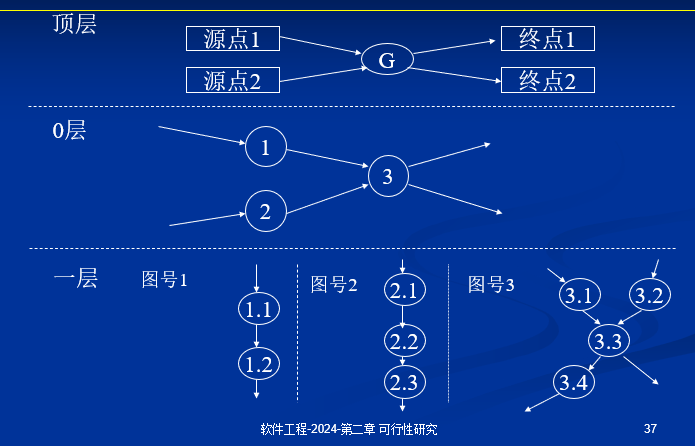 顶层
源点1
终点1
G
源点2
终点2
0层
1
3
2
一层
图号1
图号2
图号3
1.1
1.2
2.1
2.2
2.3
3.1
3.2
3.3
3.4
软件工程-2024-第二章 可行性研究
37